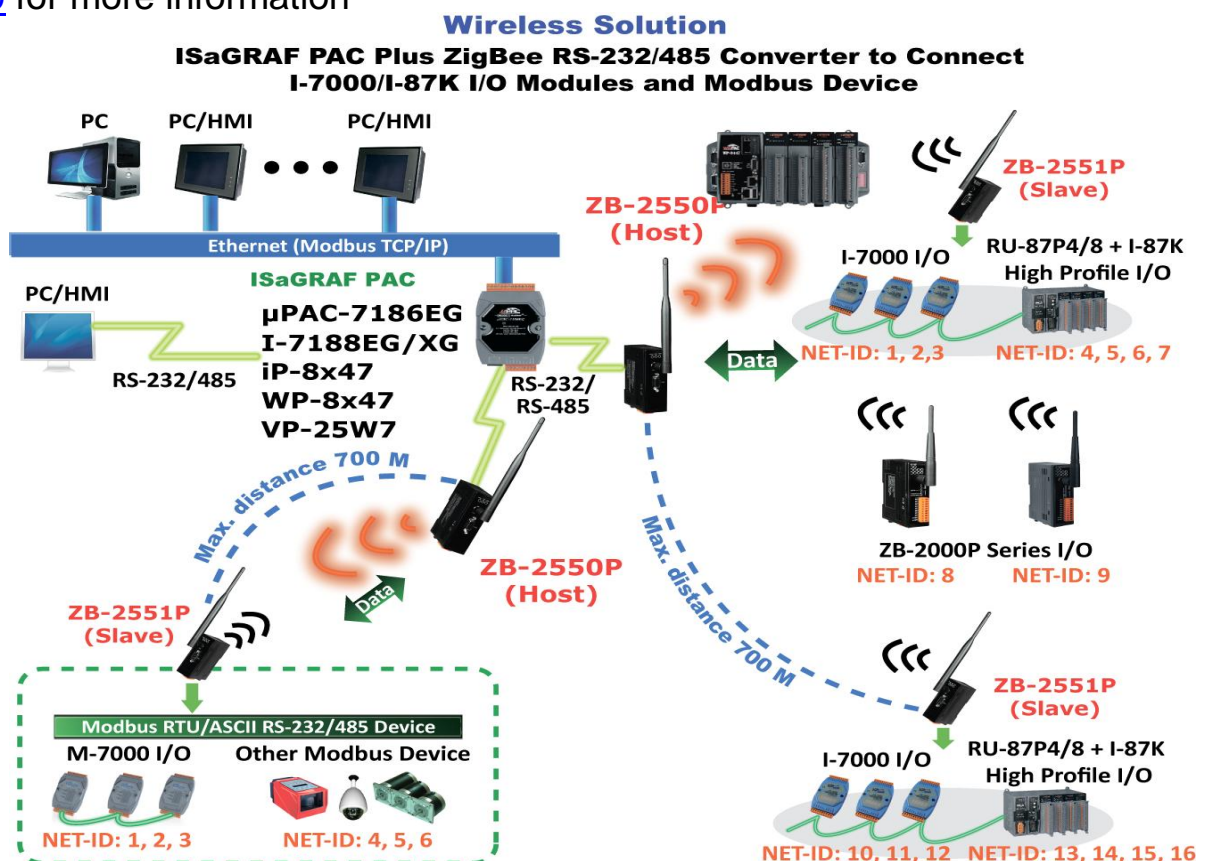 for more information
Wireless Solution
ISaGRAF PAC Plus ZigBee RS-232/485 Converter to Connect
I-7000/I-87K I/O Modules and Modbus Device
PC
PC/HMI
PC/HMI
Ethernet (Modbus TCP/IP)
ISaGRAF PAC
PC/HMI
RS-232/485
µPAC-7186EG
I-7188EG/XG
iP-8x47
WP-8x47
VP-25W7
RS-232/
RS-485
ZB-2550P
(Host)
ZB-2551P
(Slave)
I-7000 I/O
RU-87P4/8 + I-87K
High Profile I/O
Data
NET-ID: 1, 2,3
NET-ID: 4, 5, 6, 7
ZB-2000P Series I/O
NET-ID: 8
NET-ID: 9
Max. distance 700 M
Max. distance 700 M
ZB-2550P
(Host)
Data
ZB-2551P
(Slave)
Modbus RTU/ASCII RS-232/485 Device
M-7000 I/O
Other Modbus Device
NET-ID: 1, 2, 3
NET-ID: 4, 5, 6
ZB-2551P
(Slave)
I-7000 I/O
RU-87P4/8 + I-87K
High Profile I/O
NET-ID: 10, 11, 12
NET-ID: 13, 14, 15, 16